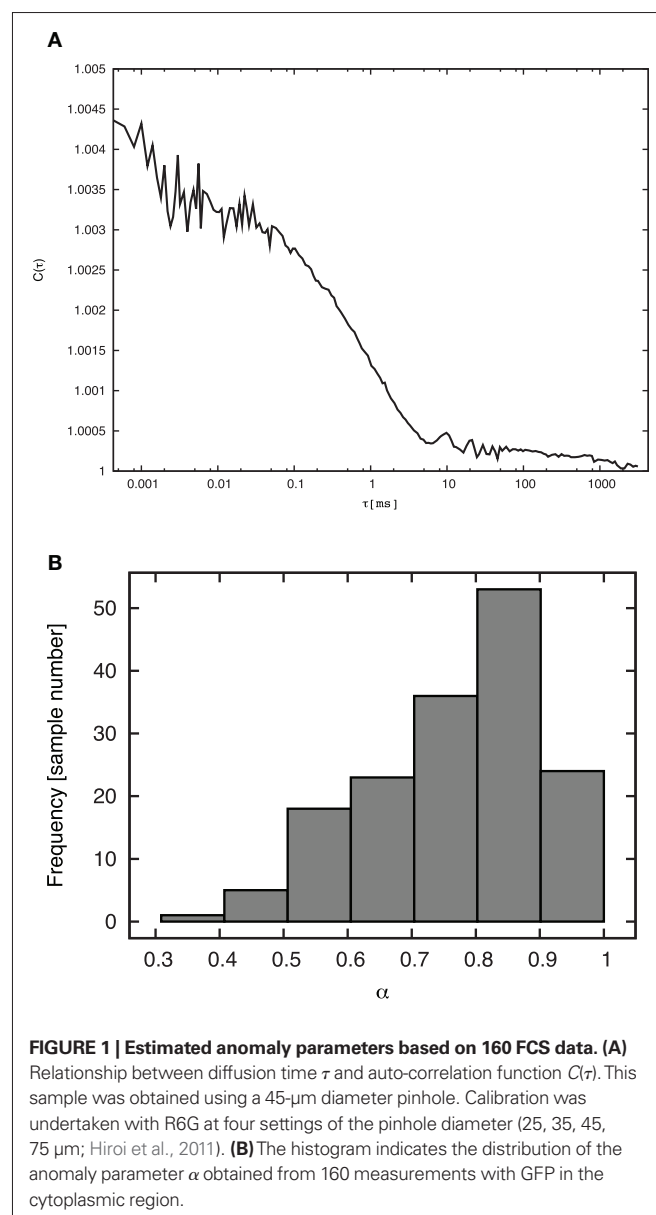 A
1.005
1.0045
1.004
1.0035
1.003
1.0025
1.002
1.0015
1.001
1.0005
1
C(τ)
0.001 0.01 0.1 1 10 100 1000
τ[ms]
B
50
40
30
20
10
0
Frequency [sample number]
0.3 0.4 0.5 0.6 0.7 0.8 0.9 1
α
FIGURE 1 | Estimated anomaly parameters based on 160 FCS data. (A)
Relationship between diffusion time τ and auto-correlation function C(τ). This
sample was obtained using a 45-μm diameter pinhole. Calibration was
undertaken with R6G at four settings of the pinhole diameter (25, 35, 45,
75 μm; Hiroi et al., 2011). (B) The histogram indicates the distribution of the
anomaly parameter α obtained from 160 measurements with GFP in the
cytoplasmic region.